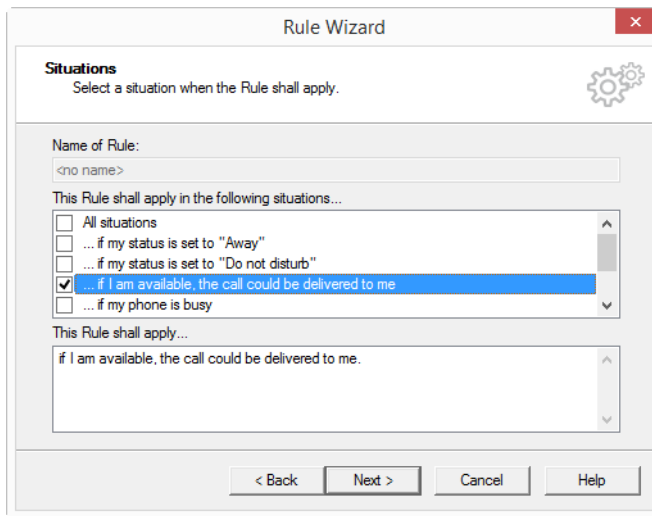 Rule Wizard
Situations
Select a situation when the Rule shall apply.
Name of Rule:
<no name>
This Rule shall apply in the following situations...
All situations
... if my status is set to "Away"
... if my status is set to "Do not disturb"
... if I am available, the call could be delivered to me
... if my phone is busy
This Rule shall apply...
if I am available, the call could be delivered to me.
< Back
Next >
Cancel
Help